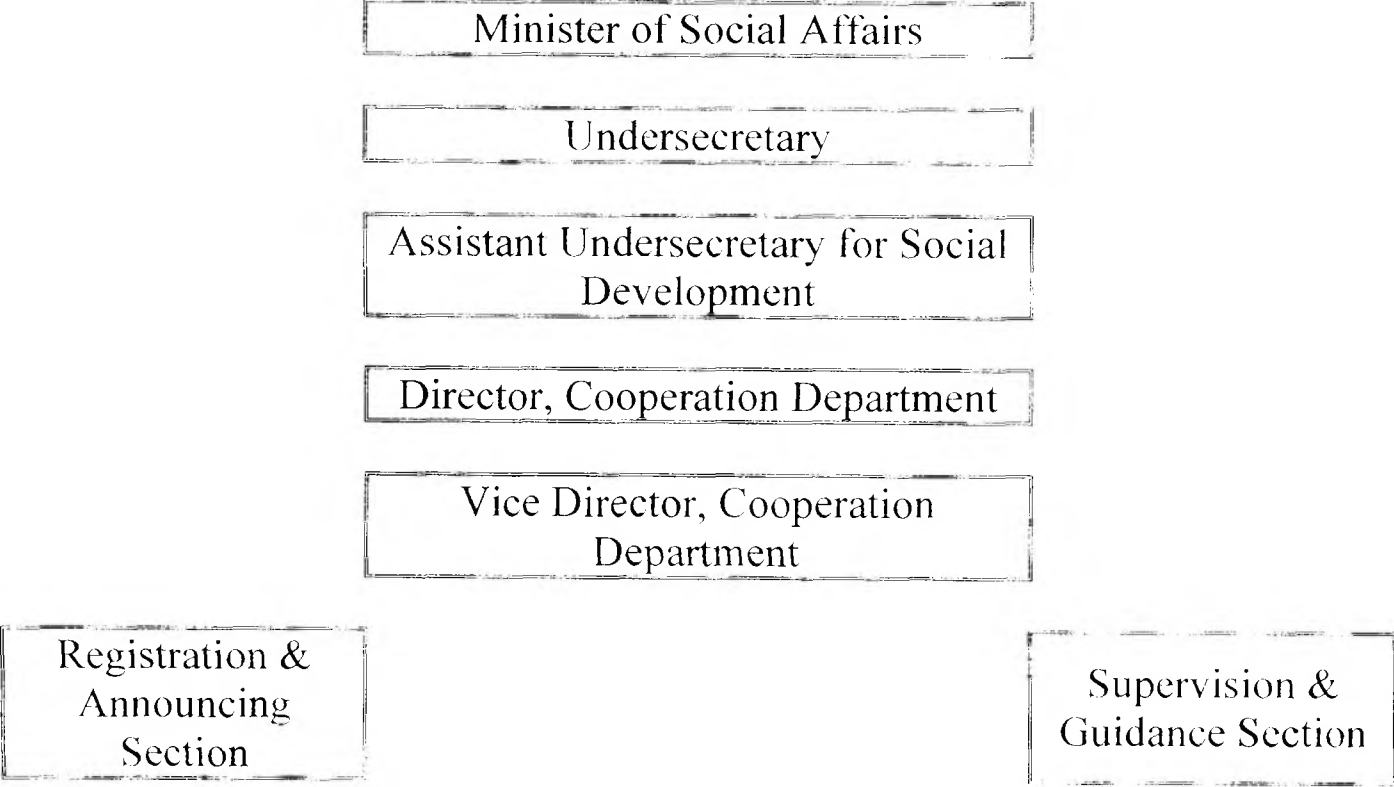 Minister of Social Affairs
Undersecretary
Assistant Undersecretary for Social
Development
Director, Cooperation Department
Vice Director, Cooperation
Department
Registration &
Announcing
Section
Supervision &
Guidance Section